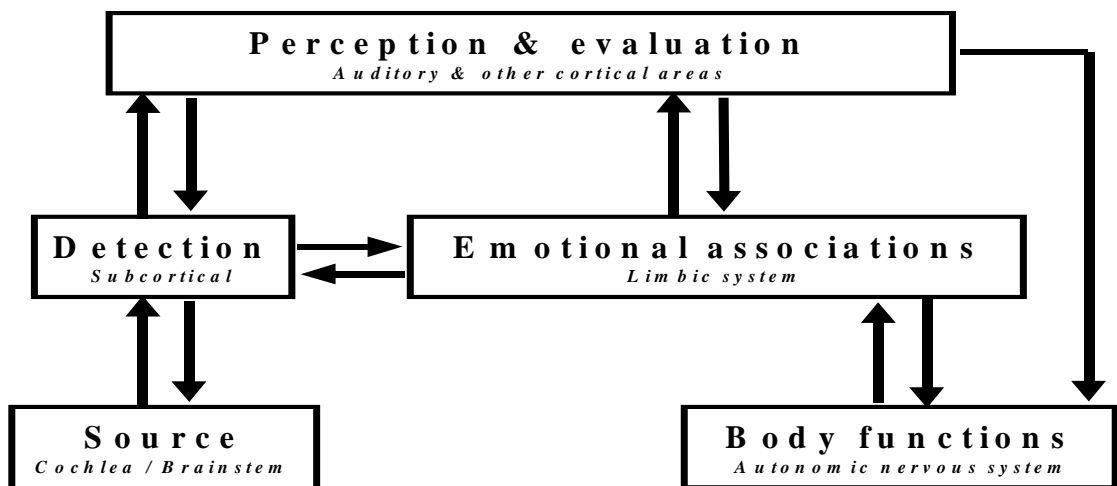 Perception & evaluation
Auditory & other cortical areas
Detection
Subcortical
Emotional associations
Limbic system
Source
Cochlea / Brainstem
Body functions
Autonomic nervous system